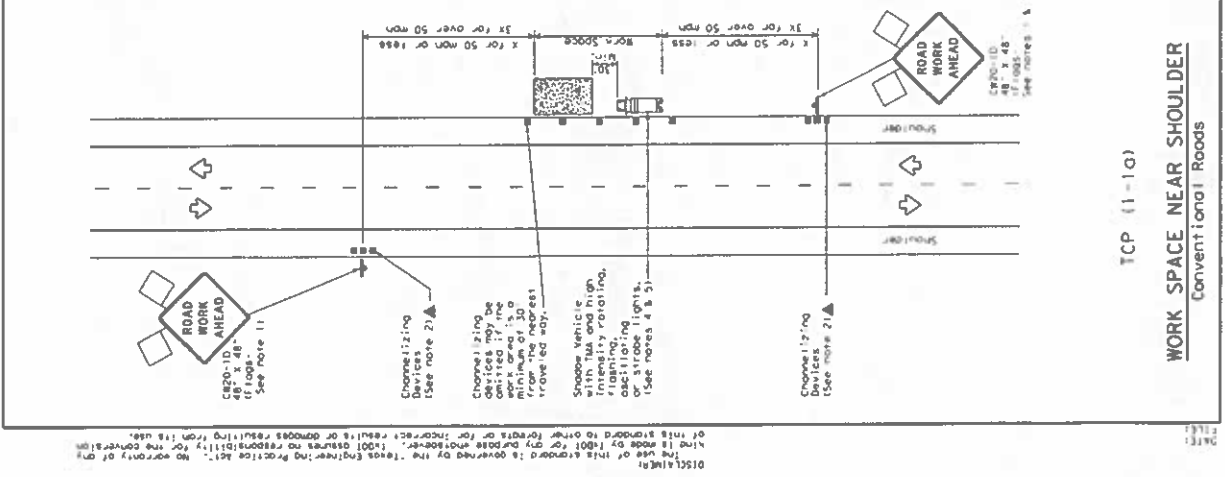 3X for over 50 mph
X for 50 mph or less
Work Space
30'
Min.
3X for over 50 mph
X for 50 mph or less
ROAD
WORK
AHEAD
CW20-1D
48" x 48"
(Flags-
See notes 1 &
Shoulder
Shoulder
ROAD
WORK
AHEAD
CW20-1D
48" x 48"
(Flags-
See note 1)
Channelizing
Devices
(See note 2)▲
Channelizing
devices may be
omitted if the
work area is a
minimum of 30'
from the nearest
traveled way.
Shadow Vehicle
with TMA and high
intensity rotating,
flashing,
oscillating
or strobe lights.
(See notes 4 & 5)
Channelizing
Devices
(See note 2)▲
TCP (1-1a)
WORK SPACE NEAR SHOULDER
Conventional Roads
DISCLAIMER:
The use of this standard is governed by the "Texas Engineering Practice Act". No warranty of any
kind is made by TxDOT for any purpose whatsoever. TxDOT assumes no responsibility for the conversion
of this standard to other formats or for incorrect results or damages resulting from its use.
DATE:
FILE: